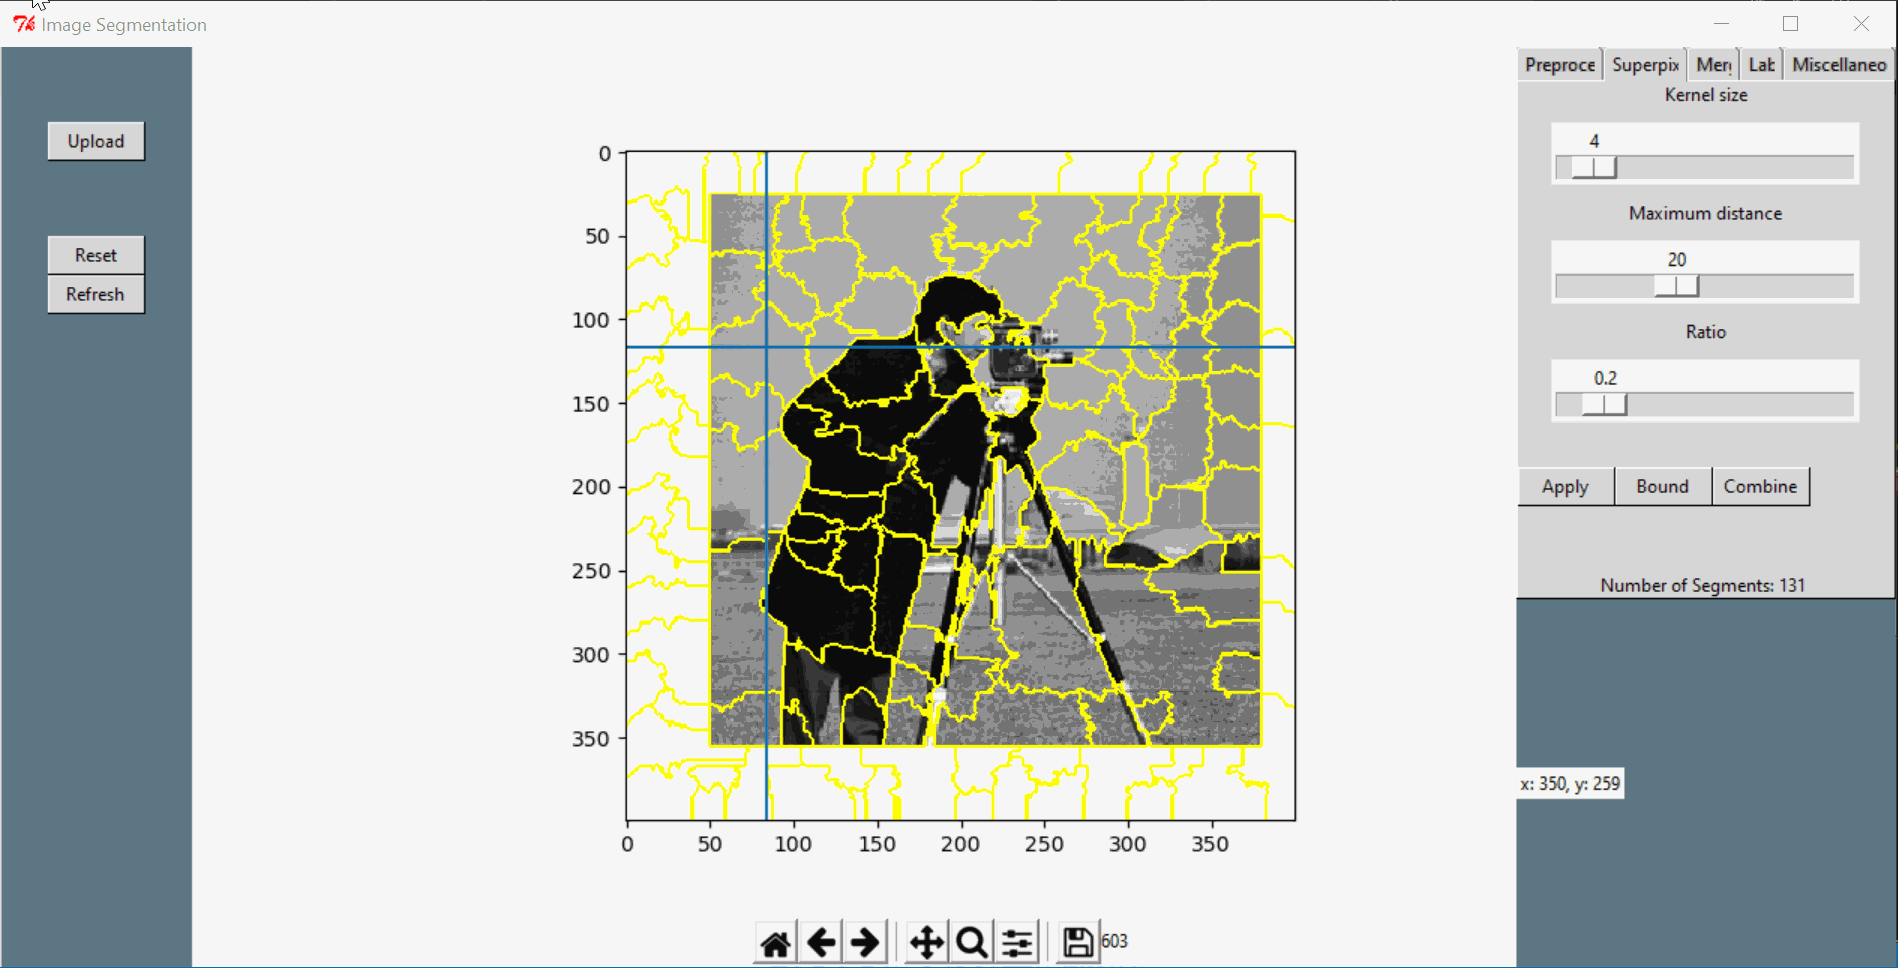 Image Segmentation
Upload
Reset
Refresh
0
50
100
150
200
250
300
350
0 50 100 150 200 250 300 350
603
Preproce Superpix Merg Lab Miscellaneo
Kernel size
4
Maximum distance
20
Ratio
0.2
Apply Bound Combine
Number of Segments: 131
x: 350, y: 259